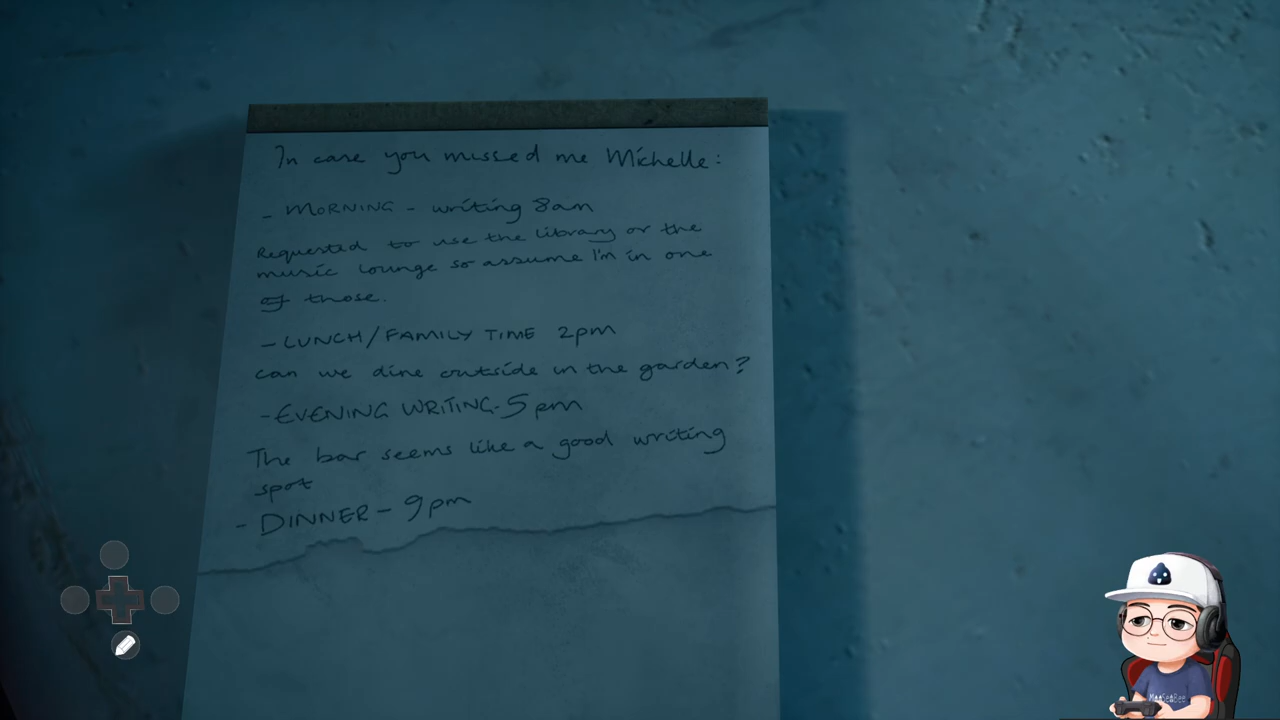 In case you missed me Michelle:
- MORNING - writing 8am
Requested to use the library or the
music lounge so assume I'm in one
of those.
- LUNCH/FAMILY TIME 2pm
can we dine outside in the garden?
- EVENING WRITING - 5pm
The bar seems like a good writing
spot
- DINNER - 9pm